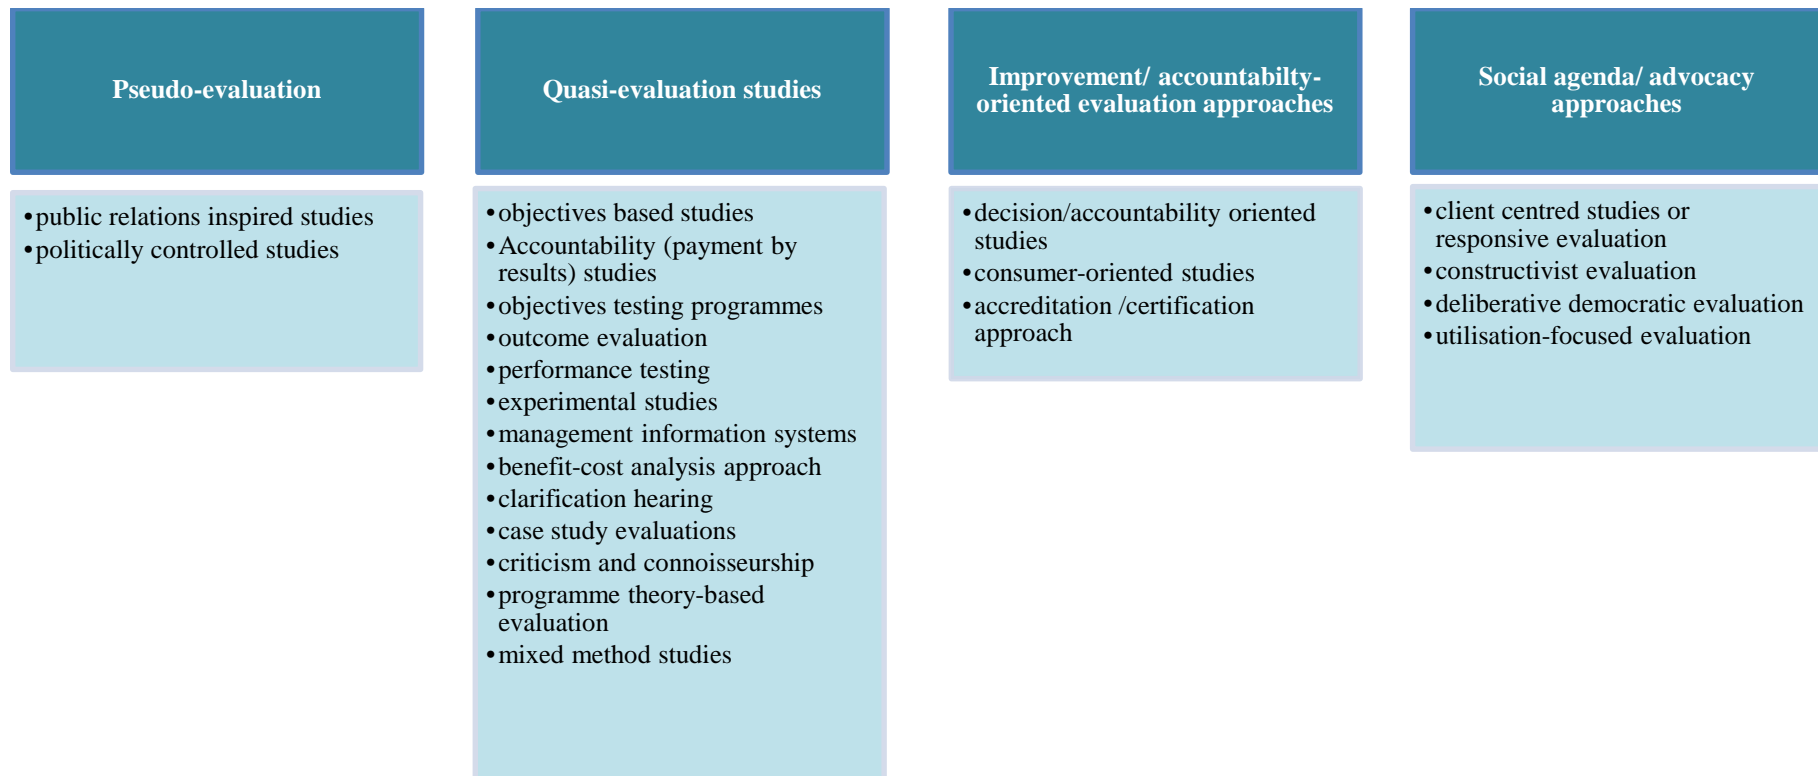 Pseudo-evaluation
•public relations inspired studies
•politically controlled studies
Quasi-evaluation studies
•objectives based studies
•Accountability (payment by
results) studies
•objectives testing programmes
•outcome evaluation
•performance testing
•experimental studies
•management information systems
•benefit-cost analysis approach
•clarification hearing
•case study evaluations
•criticism and connoisseurship
•programme theory-based
evaluation
•mixed method studies
Improvement/ accountabilty-
oriented evaluation approaches
•decision/accountability oriented
studies
•consumer-oriented studies
•accreditation /certification
approach
Social agenda/ advocacy
approaches
•client centred studies or
responsive evaluation
•constructivist evaluation
•deliberative democratic evaluation
•utilisation-focused evaluation